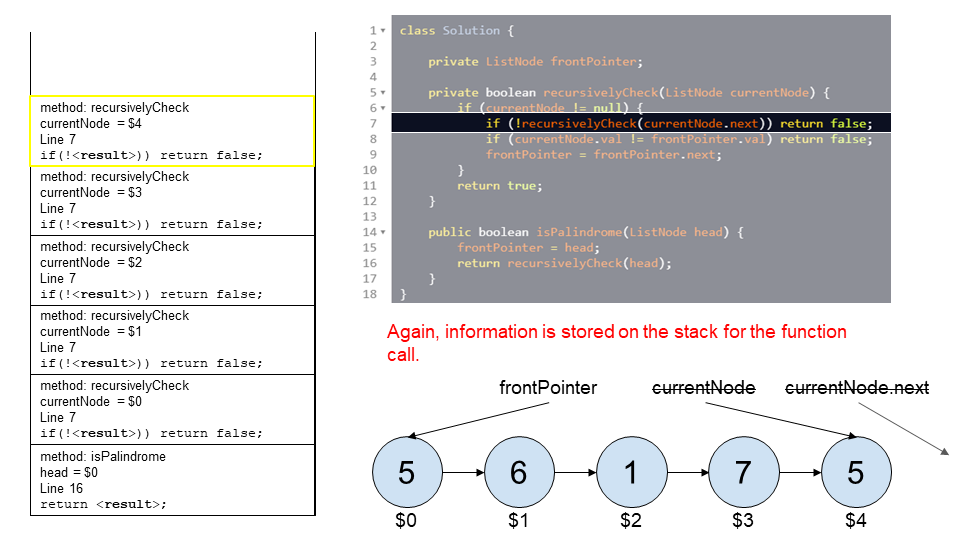 method: recursivelyCheck
currentNode = $4
Line 7
if(!<result>)) return false;
method: recursivelyCheck
currentNode = $3
Line 7
if(!<result>)) return false;
method: recursivelyCheck
currentNode = $2
Line 7
if(!<result>)) return false;
method: recursivelyCheck
currentNode = $1
Line 7
if(!<result>)) return false;
method: recursivelyCheck
currentNode = $0
Line 7
if(!<result>)) return false;
method: isPalindrome
head = $0
Line 16
return <result>;
1 class Solution {
2
3 private ListNode frontPointer;
4
5 private boolean recursivelyCheck(ListNode currentNode) {
6 if (currentNode != null) {
7 if (!recursivelyCheck(currentNode.next)) return false;
8 if (currentNode.val != frontPointer.val) return false;
9 frontPointer = frontPointer.next;
10 }
11 return true;
12 }
13
14 public boolean isPalindrome(ListNode head) {
15 frontPointer = head;
16 return recursivelyCheck(head);
17 }
18 }
Again, information is stored on the stack for the function
call.
frontPointer currentNode currentNode.next
5 6 1 7 5
$0 $1 $2 $3 $4